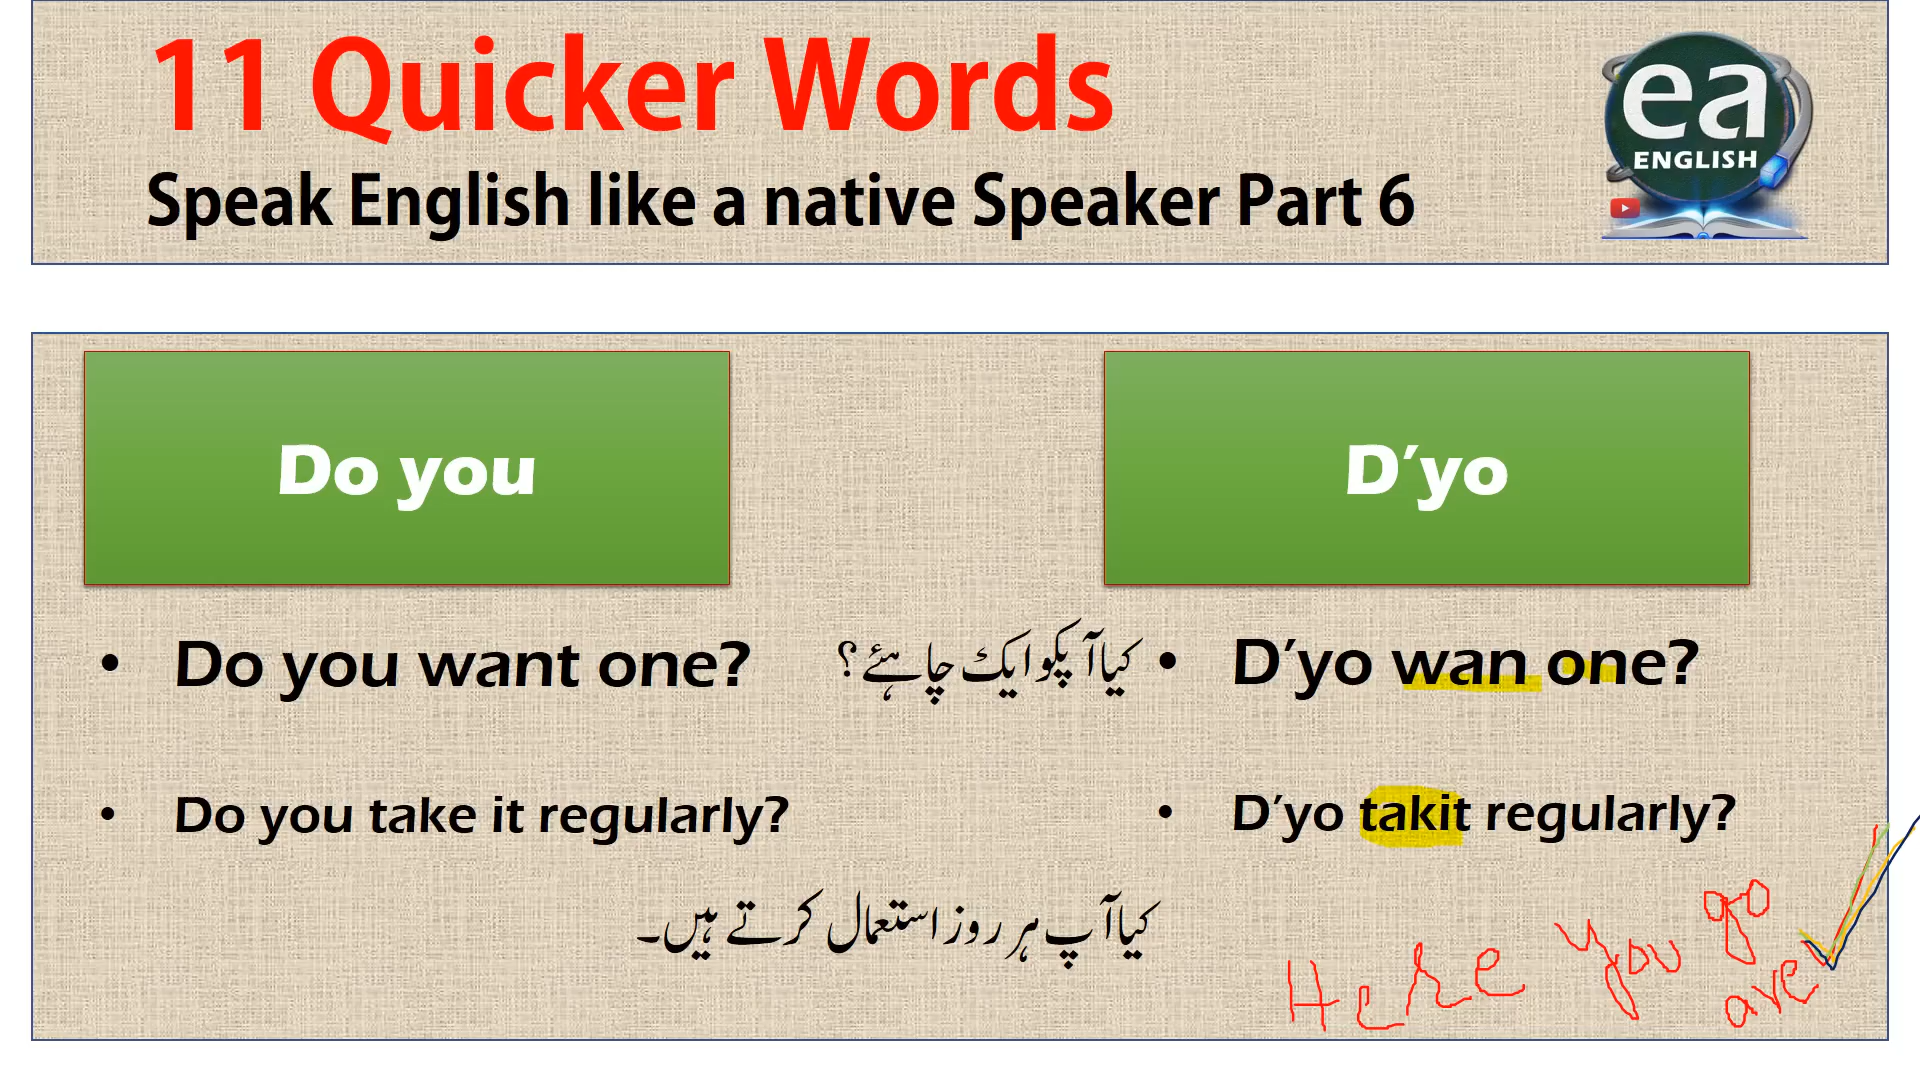 11 Quicker Words
Speak English like a native Speaker Part 6
ea
ENGLISH
Do you
D'yo
• Do you want one?
کیا آپکو ایک چاہئے؟
• D'yo wan one?
• Do you take it regularly?
• D'yo takit regularly?
کیا آپ ہر روز استعمال کرتے ہیں۔
Here you go
are